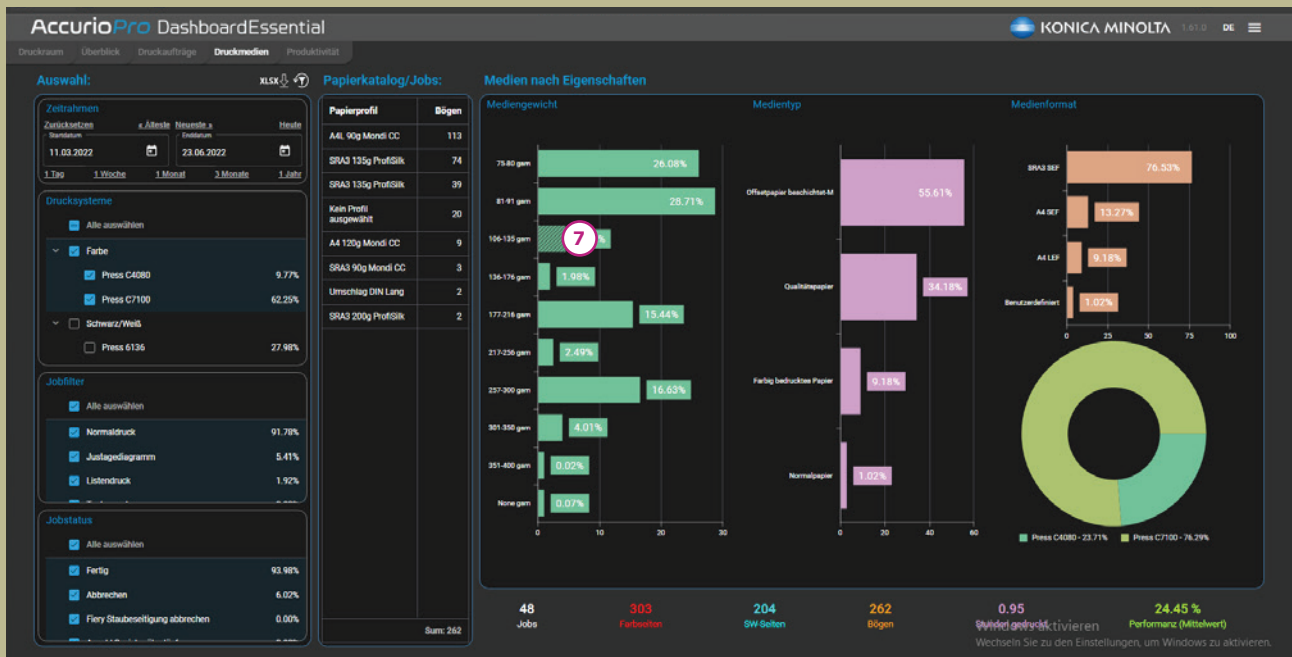 AccurioPro DashboardEssential
KONICA MINOLTA 1.61.0 DE
Druckraum Überblick Druckaufträge Druckmedien Produktivität
Auswahl: XLSX
Zeitrahmen
Zurücksetzen « Älteste Neueste » Heute
Startdatum Enddatum
11.03.2022 23.06.2022
1 Tag 1 Woche 1 Monat 3 Monate 1 Jahr
Drucksysteme
Alle auswählen
Farbe
Press C4080 9.77%
Press C7100 62.25%
Schwarz/Weiß
Press 6136 27.98%
Jobfilter
Alle auswählen
Normaldruck 91.78%
Justagediagramm 5.41%
Listendruck 1.92%
Jobstatus
Alle auswählen
Fertig 93.98%
Abbrechen 6.02%
Fiery Staubeseitigung abbrechen 0.00%
Papierkatalog/Jobs:
Papierprofil Bögen
A4L 90g Mondi CC 113
SRA3 135g ProfiSilk 74
SRA3 135g ProfiSilk 39
Kein Profil
ausgewählt 20
A4 120g Mondi CC 9
SRA3 90g Mondi CC 3
Umschlag DIN Lang 2
SRA3 200g ProfiSilk 2
Sum: 262
Medien nach Eigenschaften
Mediengewicht
75-80 gsm 26.08%
81-91 gsm 28.71%
106-135 gsm 7 %
136-176 gsm 1.98%
177-216 gsm 15.44%
217-256 gsm 2.49%
257-300 gsm 16.63%
301-350 gsm 4.01%
351-400 gsm 0.02%
None gsm 0.07%
0 10 20 30
Medientyp
Offsetpapier beschichtet-M 55.61%
Qualitätspapier 34.18%
Farbig bedrucktes Papier 9.18%
Normalpapier 1.02%
0 20 40 60
Medienformat
SRA3 SEF 76.53%
A4 SEF 13.27%
A4 LEF 9.18%
Benutzerdefiniert 1.02%
0 25 50 75 100
Press C4080 - 23.71% Press C7100 - 76.29%
48 303 204 262 0.95 24.45 %
Jobs Farbseiten SW-Seiten Bögen Stunden gedruckt Performanz (Mittelwert)
Windows aktivieren
Wechseln Sie zu den Einstellungen, um Windows zu aktivieren.